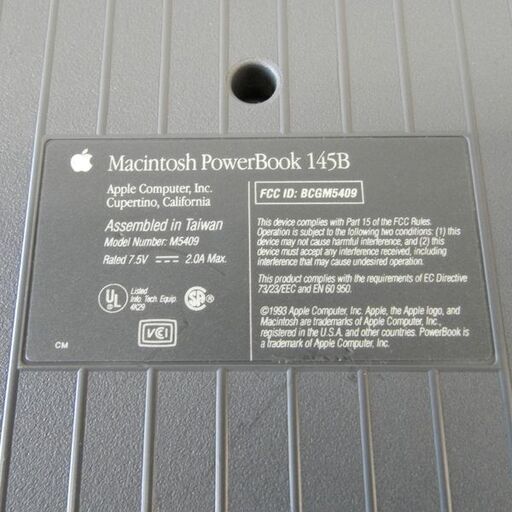 Macintosh PowerBook 145B
Apple Computer, Inc.
Cupertino, California
Assembled in Taiwan
Model Number: M5409
Rated 7.5V 2.0A Max.
UL
Listed
Info. Tech. Equip.
4K29
SA
VCEI
CM
FCC ID: BCGM5409
This device complies with Part 15 of the FCC Rules.
Operation is subject to the following two conditions: (1) this
device may not cause harmful interference, and (2) this
device must accept any interference received, including
interference that may cause undesired operation.
This product complies with the requirements of EC Directive
73/23/EEC and EN 60 950.
©1993 Apple Computer, Inc., Apple, the Apple logo, and
Macintosh are trademarks of Apple Computer, Inc.,
registered in the U.S.A. and other countries. PowerBook is
a trademark of Apple Computer, Inc.